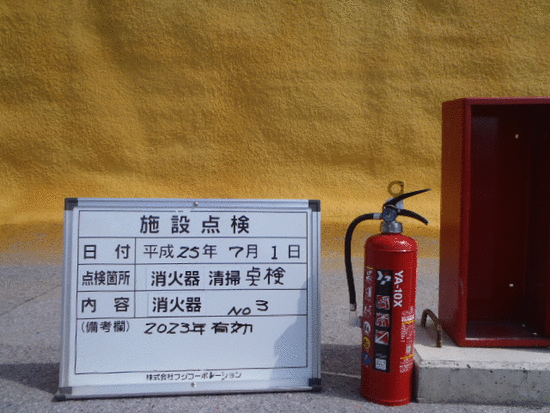 施設点検
日付 平成25年 7月 1日
点検箇所 消火器 清掃 点検
内容 消火器 No 3
(備考欄) 2023年 有効
株式会社フジコーポレーション
YA-10X